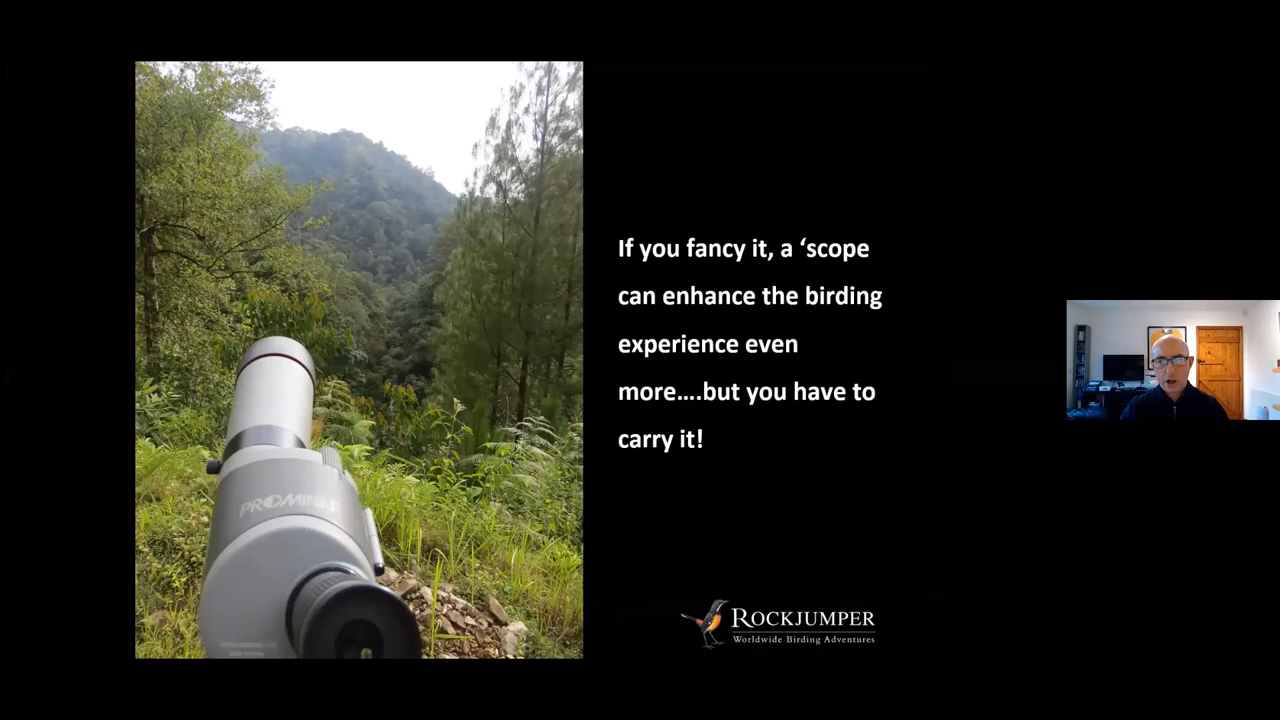 If you fancy it, a ‘scope
can enhance the birding
experience even
more….but you have to
carry it!
PROMINAR
ROCKJUMPER
Worldwide Birding Adventures